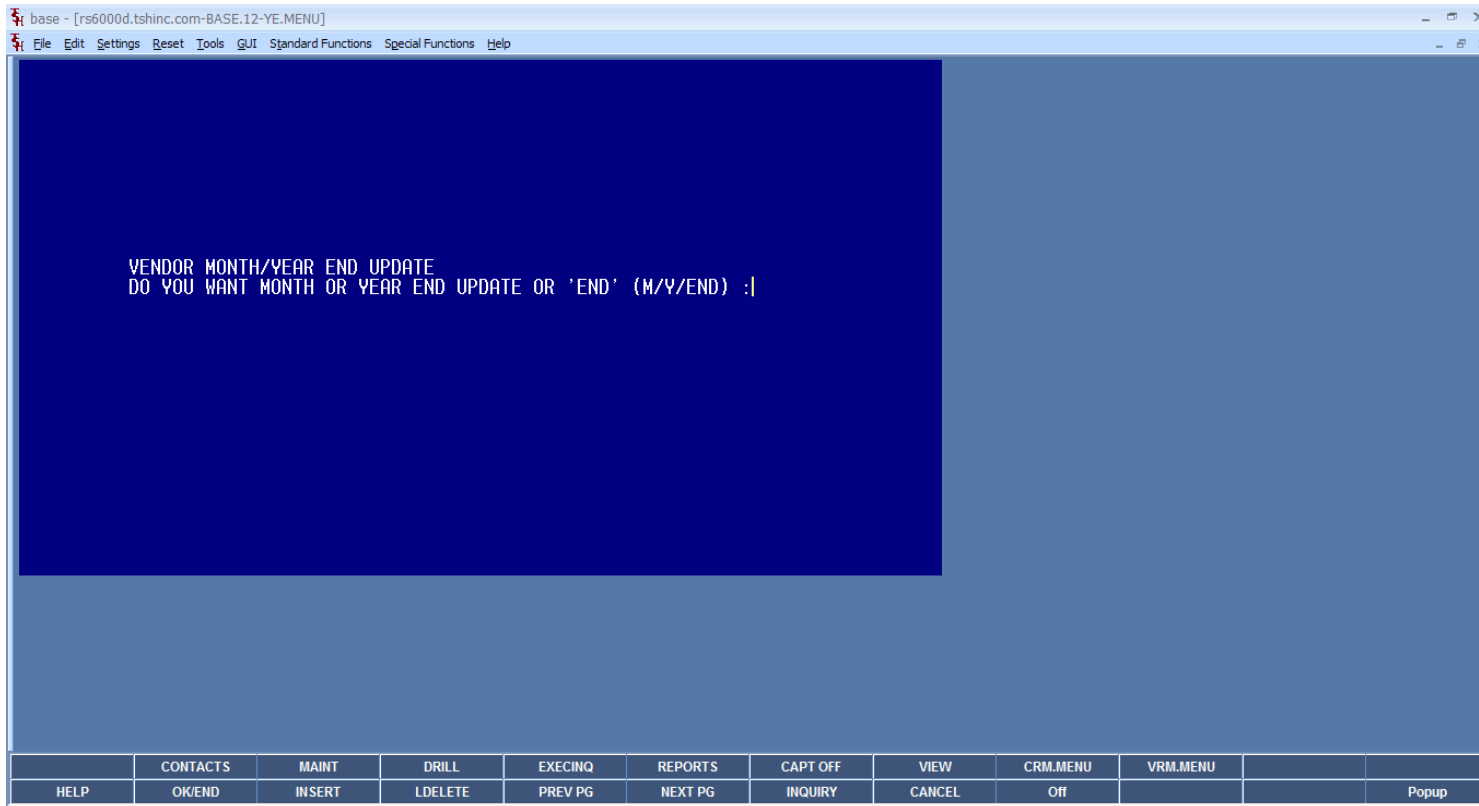 base - [rs6000d.tshinc.com-BASE.12-YE.MENU]
File Edit Settings Reset Tools GUI Standard Functions Special Functions Help
VENDOR MONTH/YEAR END UPDATE
DO YOU WANT MONTH OR YEAR END UPDATE OR 'END' (M/Y/END) :
CONTACTS MAINT DRILL EXECINQ REPORTS CAPT OFF VIEW CRM.MENU VRM.MENU
HELP OK/END INSERT LDELETE PREV PG NEXT PG INQUIRY CANCEL Off Popup